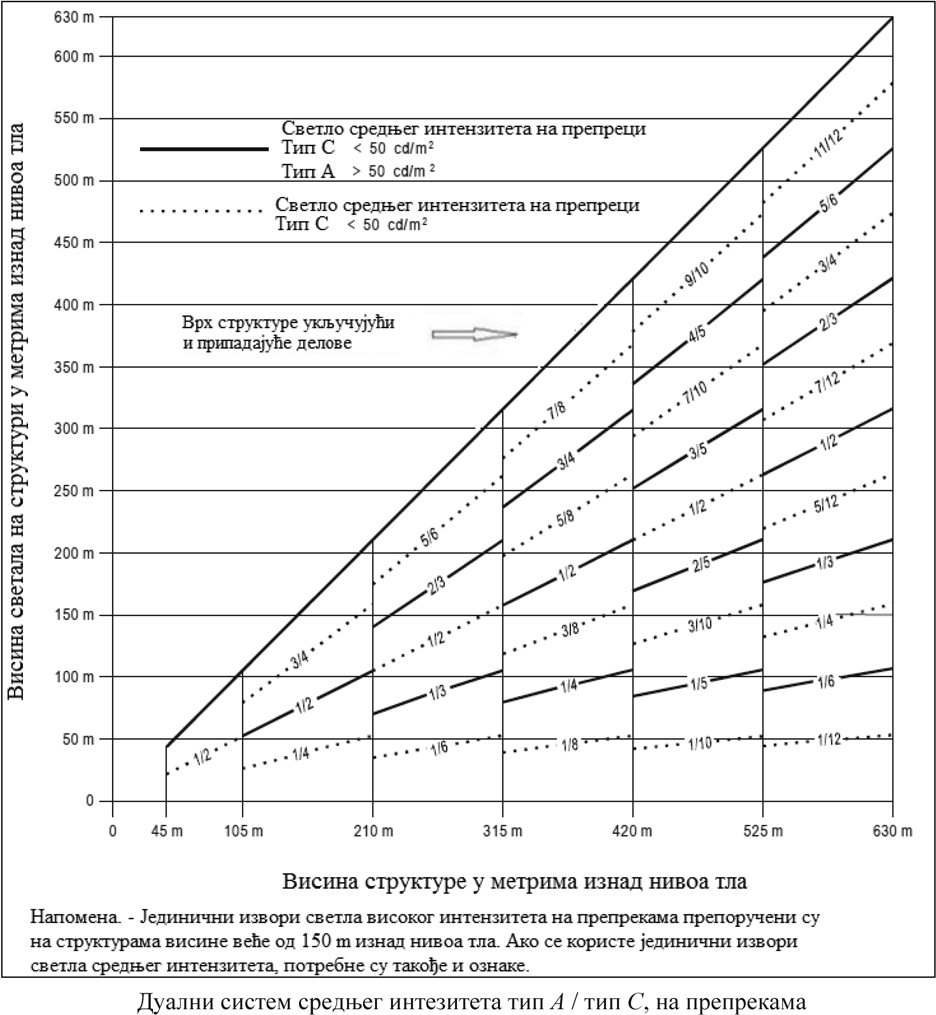 630 m
600 m
550 m
500 m
450 m
400 m
350 m
300 m
250 m
200 m
150 m
100 m
50 m
0
Висина светала на структури у метрима изнад нивоа тла
Светло средњег интензитета на препреци
Тип C < 50 cd/m²
Тип A > 50 cd/m²
Светло средњег интензитета на препреци
Тип C < 50 cd/m²
Врх структуре укључујући
и припадајуће делове
1/2
3/4
1/2
1/4
5/6
2/3
1/2
1/3
1/6
7/8
3/4
5/8
1/2
3/8
1/4
1/8
9/10
4/5
7/10
3/5
1/2
2/5
3/10
1/5
1/10
11/12
5/6
3/4
2/3
7/12
1/2
5/12
1/3
1/4
1/6
1/12
0 45 m 105 m 210 m 315 m 420 m 525 m 630 m
Висина структуре у метрима изнад нивоа тла
Напомена. - Јединични извори светла високог интензитета на препрекама препоручени су
на структурама висине веће од 150 m изнад нивоа тла. Ако се користе јединични извори
светла средњег интензитета, потребне су такође и ознаке.
Дуални систем средњег интезитета тип A / тип C, на препрекама